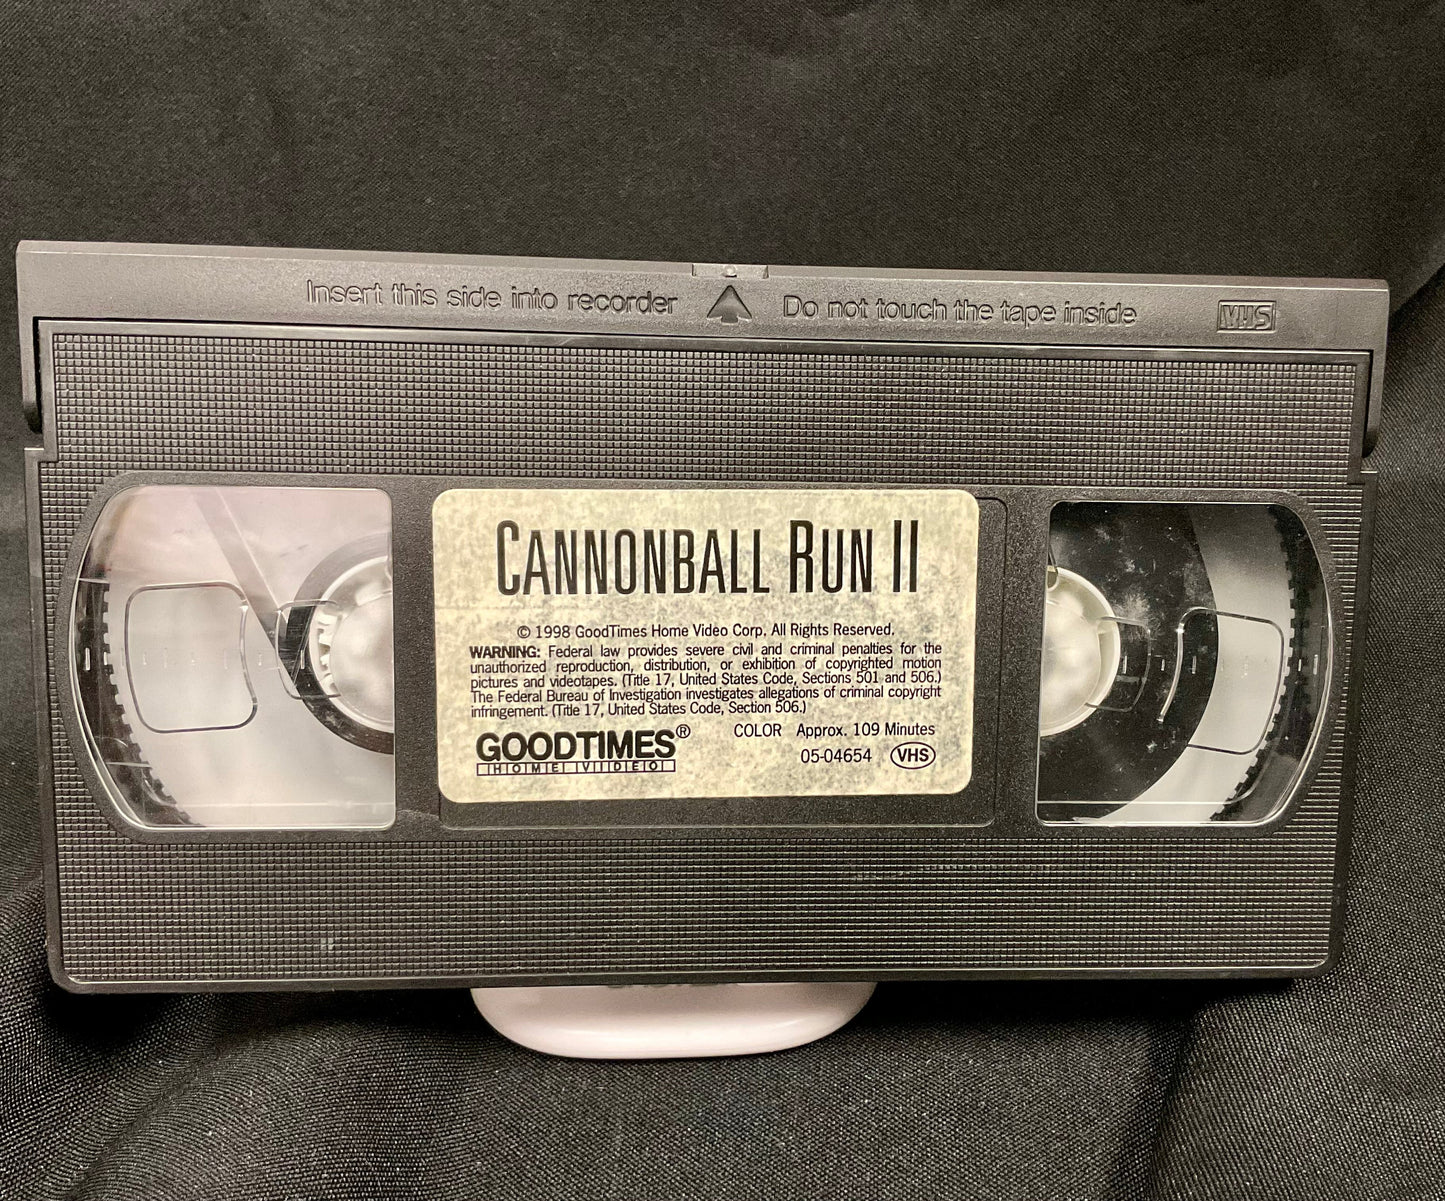 Insert this side into recorder Do not touch the tape inside VHS
CANNONBALL RUN II
© 1998 GoodTimes Home Video Corp. All Rights Reserved.
WARNING: Federal law provides severe civil and criminal penalties for the
unauthorized reproduction, distribution, or exhibition of copyrighted motion
pictures and videotapes. (Title 17, United States Code, Sections 501 and 506.)
The Federal Bureau of Investigation investigates allegations of criminal copyright
infringement. (Title 17, United States Code, Section 506.)
GOODTIMES®
HOME VIDEO
COLOR Approx. 109 Minutes
05-04654 VHS